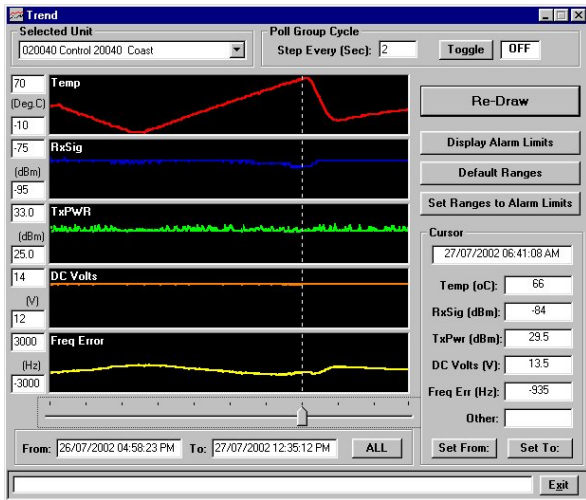 Trend
Selected Unit
020040 Control 20040 Coast
Poll Group Cycle
Step Every (Sec): 2 Toggle OFF
70
(Deg.C)
-10
Temp
-75
(dBm)
-95
RxSig
33.0
(dBm)
25.0
TxPWR
14
(V)
12
DC Volts
3000
(Hz)
-3000
Freq Error
Re-Draw
Display Alarm Limits
Default Ranges
Set Ranges to Alarm Limits
Cursor
27/07/2002 06:41:08 AM
Temp (oC): 66
RxSig (dBm): -84
TxPwr (dBm): 29.5
DC Volts (V): 13.5
Freq Err (Hz): -935
Other:
Set From: Set To:
From: 26/07/2002 04:58:23 PM To: 27/07/2002 12:35:12 PM ALL
Exit